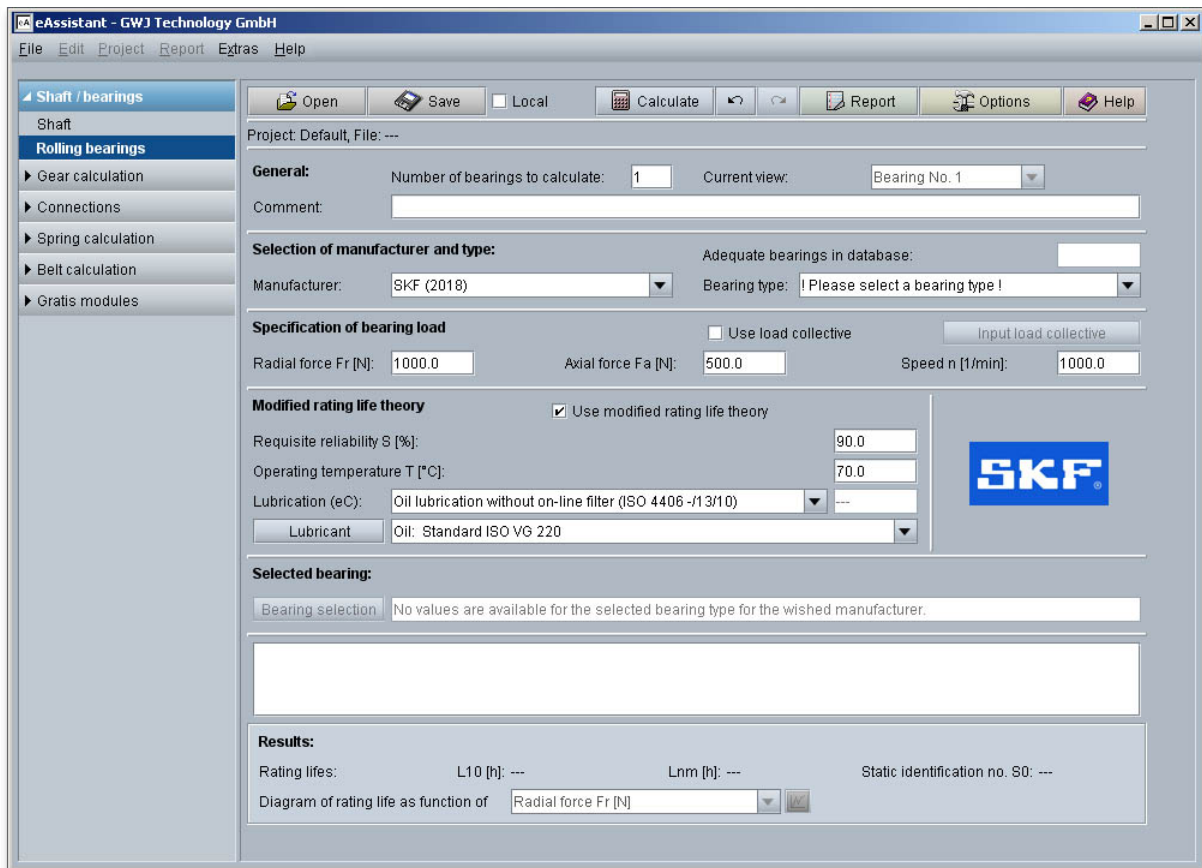 eA eAssistant - GWJ Technology GmbH
File Edit Project Report Extras Help
Shaft / bearings
Shaft
Rolling bearings
Gear calculation
Connections
Spring calculation
Belt calculation
Gratis modules
Open Save Local Calculate Report Options Help
Project: Default, File: ---
General: Number of bearings to calculate: 1 Current view: Bearing No. 1
Comment:
Selection of manufacturer and type: Adequate bearings in database:
Manufacturer: SKF (2018) Bearing type: ! Please select a bearing type !
Specification of bearing load Use load collective Input load collective
Radial force Fr [N]: 1000.0 Axial force Fa [N]: 500.0 Speed n [1/min]: 1000.0
Modified rating life theory Use modified rating life theory
Requisite reliability S [%]: 90.0
Operating temperature T [°C]: 70.0
Lubrication (eC): Oil lubrication without on-line filter (ISO 4406 -/13/10) ---
Lubricant Oil: Standard ISO VG 220
SKF®
Selected bearing:
Bearing selection No values are available for the selected bearing type for the wished manufacturer.
Results:
Rating lifes: L10 [h]: --- Lnm [h]: --- Static identification no. S0: ---
Diagram of rating life as function of Radial force Fr [N]